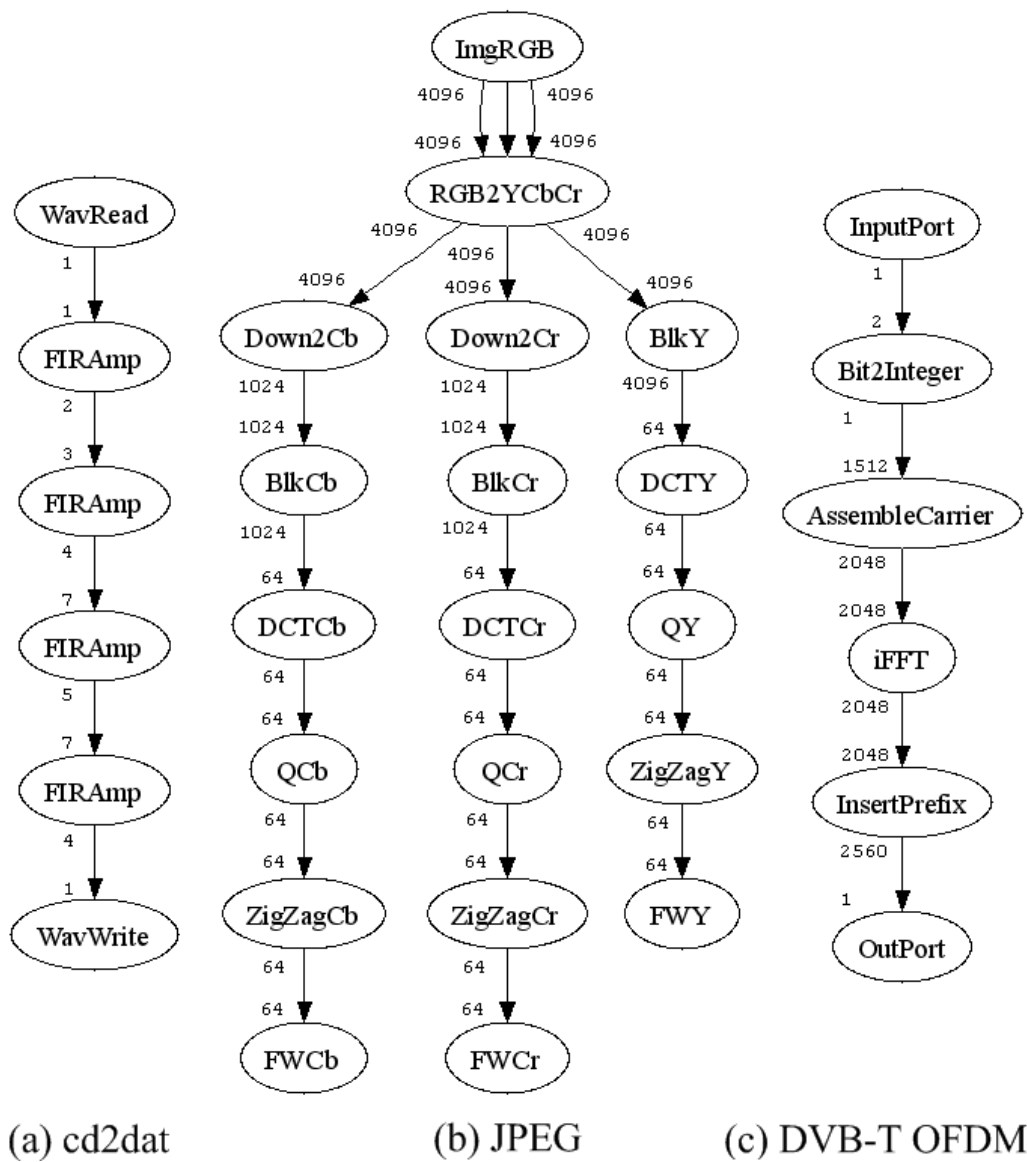 WavRead
1
1
FIRAmp
2
3
FIRAmp
4
7
FIRAmp
5
7
FIRAmp
4
1
WavWrite
(a) cd2dat
ImgRGB
4096 4096
4096 4096
RGB2YCbCr
4096 4096 4096
4096 4096 4096
Down2Cb Down2Cr BlkY
1024 1024 4096
1024 1024 64
BlkCb BlkCr DCTY
1024 1024 64
64 64 64
DCTCb DCTCr QY
64 64 64
64 64 64
QCb QCr ZigZagY
64 64 64
64 64 64
ZigZagCb ZigZagCr FWY
64 64
64 64
FWCb FWCr
(b) JPEG
InputPort
1
2
Bit2Integer
1
1512
AssembleCarrier
2048
2048
iFFT
2048
2048
InsertPrefix
2560
1
OutPort
(c) DVB-T OFDM